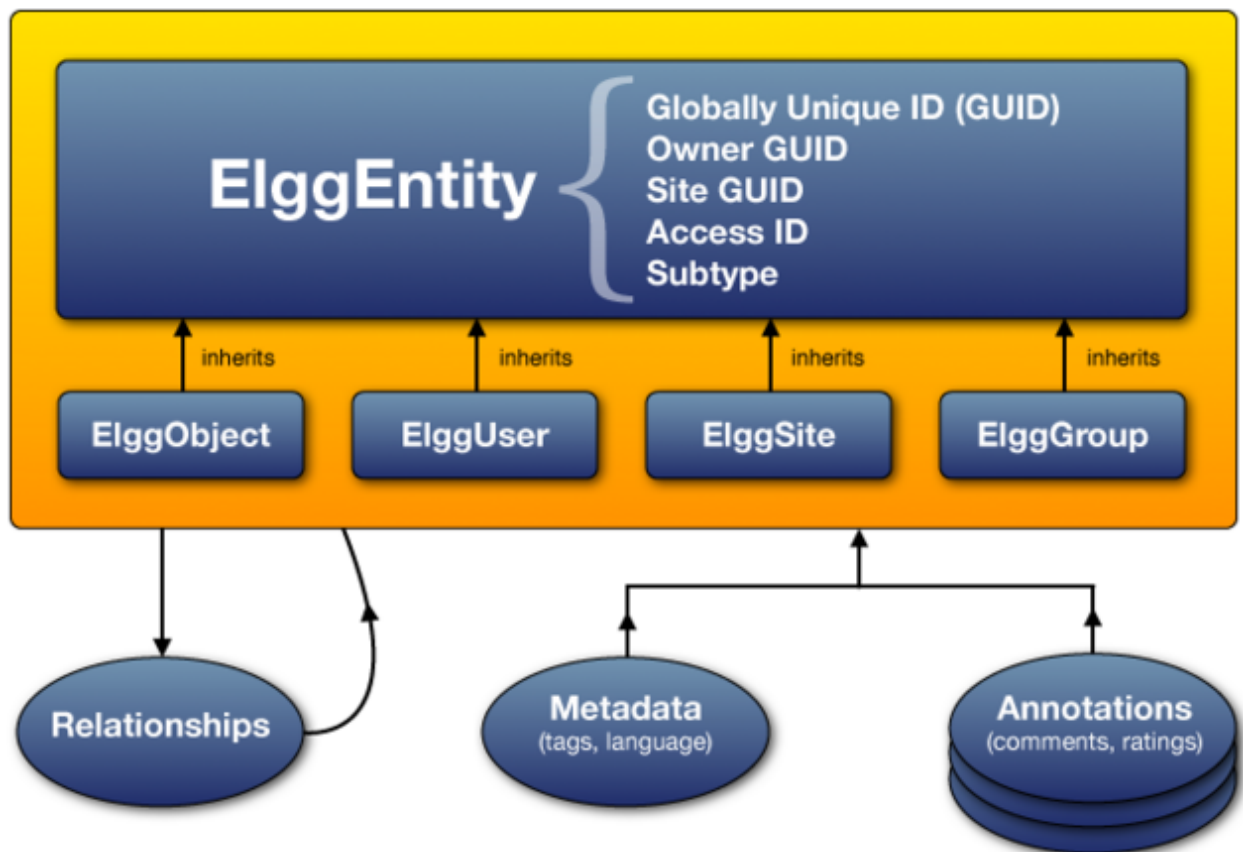 ElggEntity
Globally Unique ID (GUID)
Owner GUID
Site GUID
Access ID
Subtype
inherits
inherits
inherits
inherits
ElggObject
ElggUser
ElggSite
ElggGroup
Relationships
Metadata
(tags, language)
Annotations
(comments, ratings)